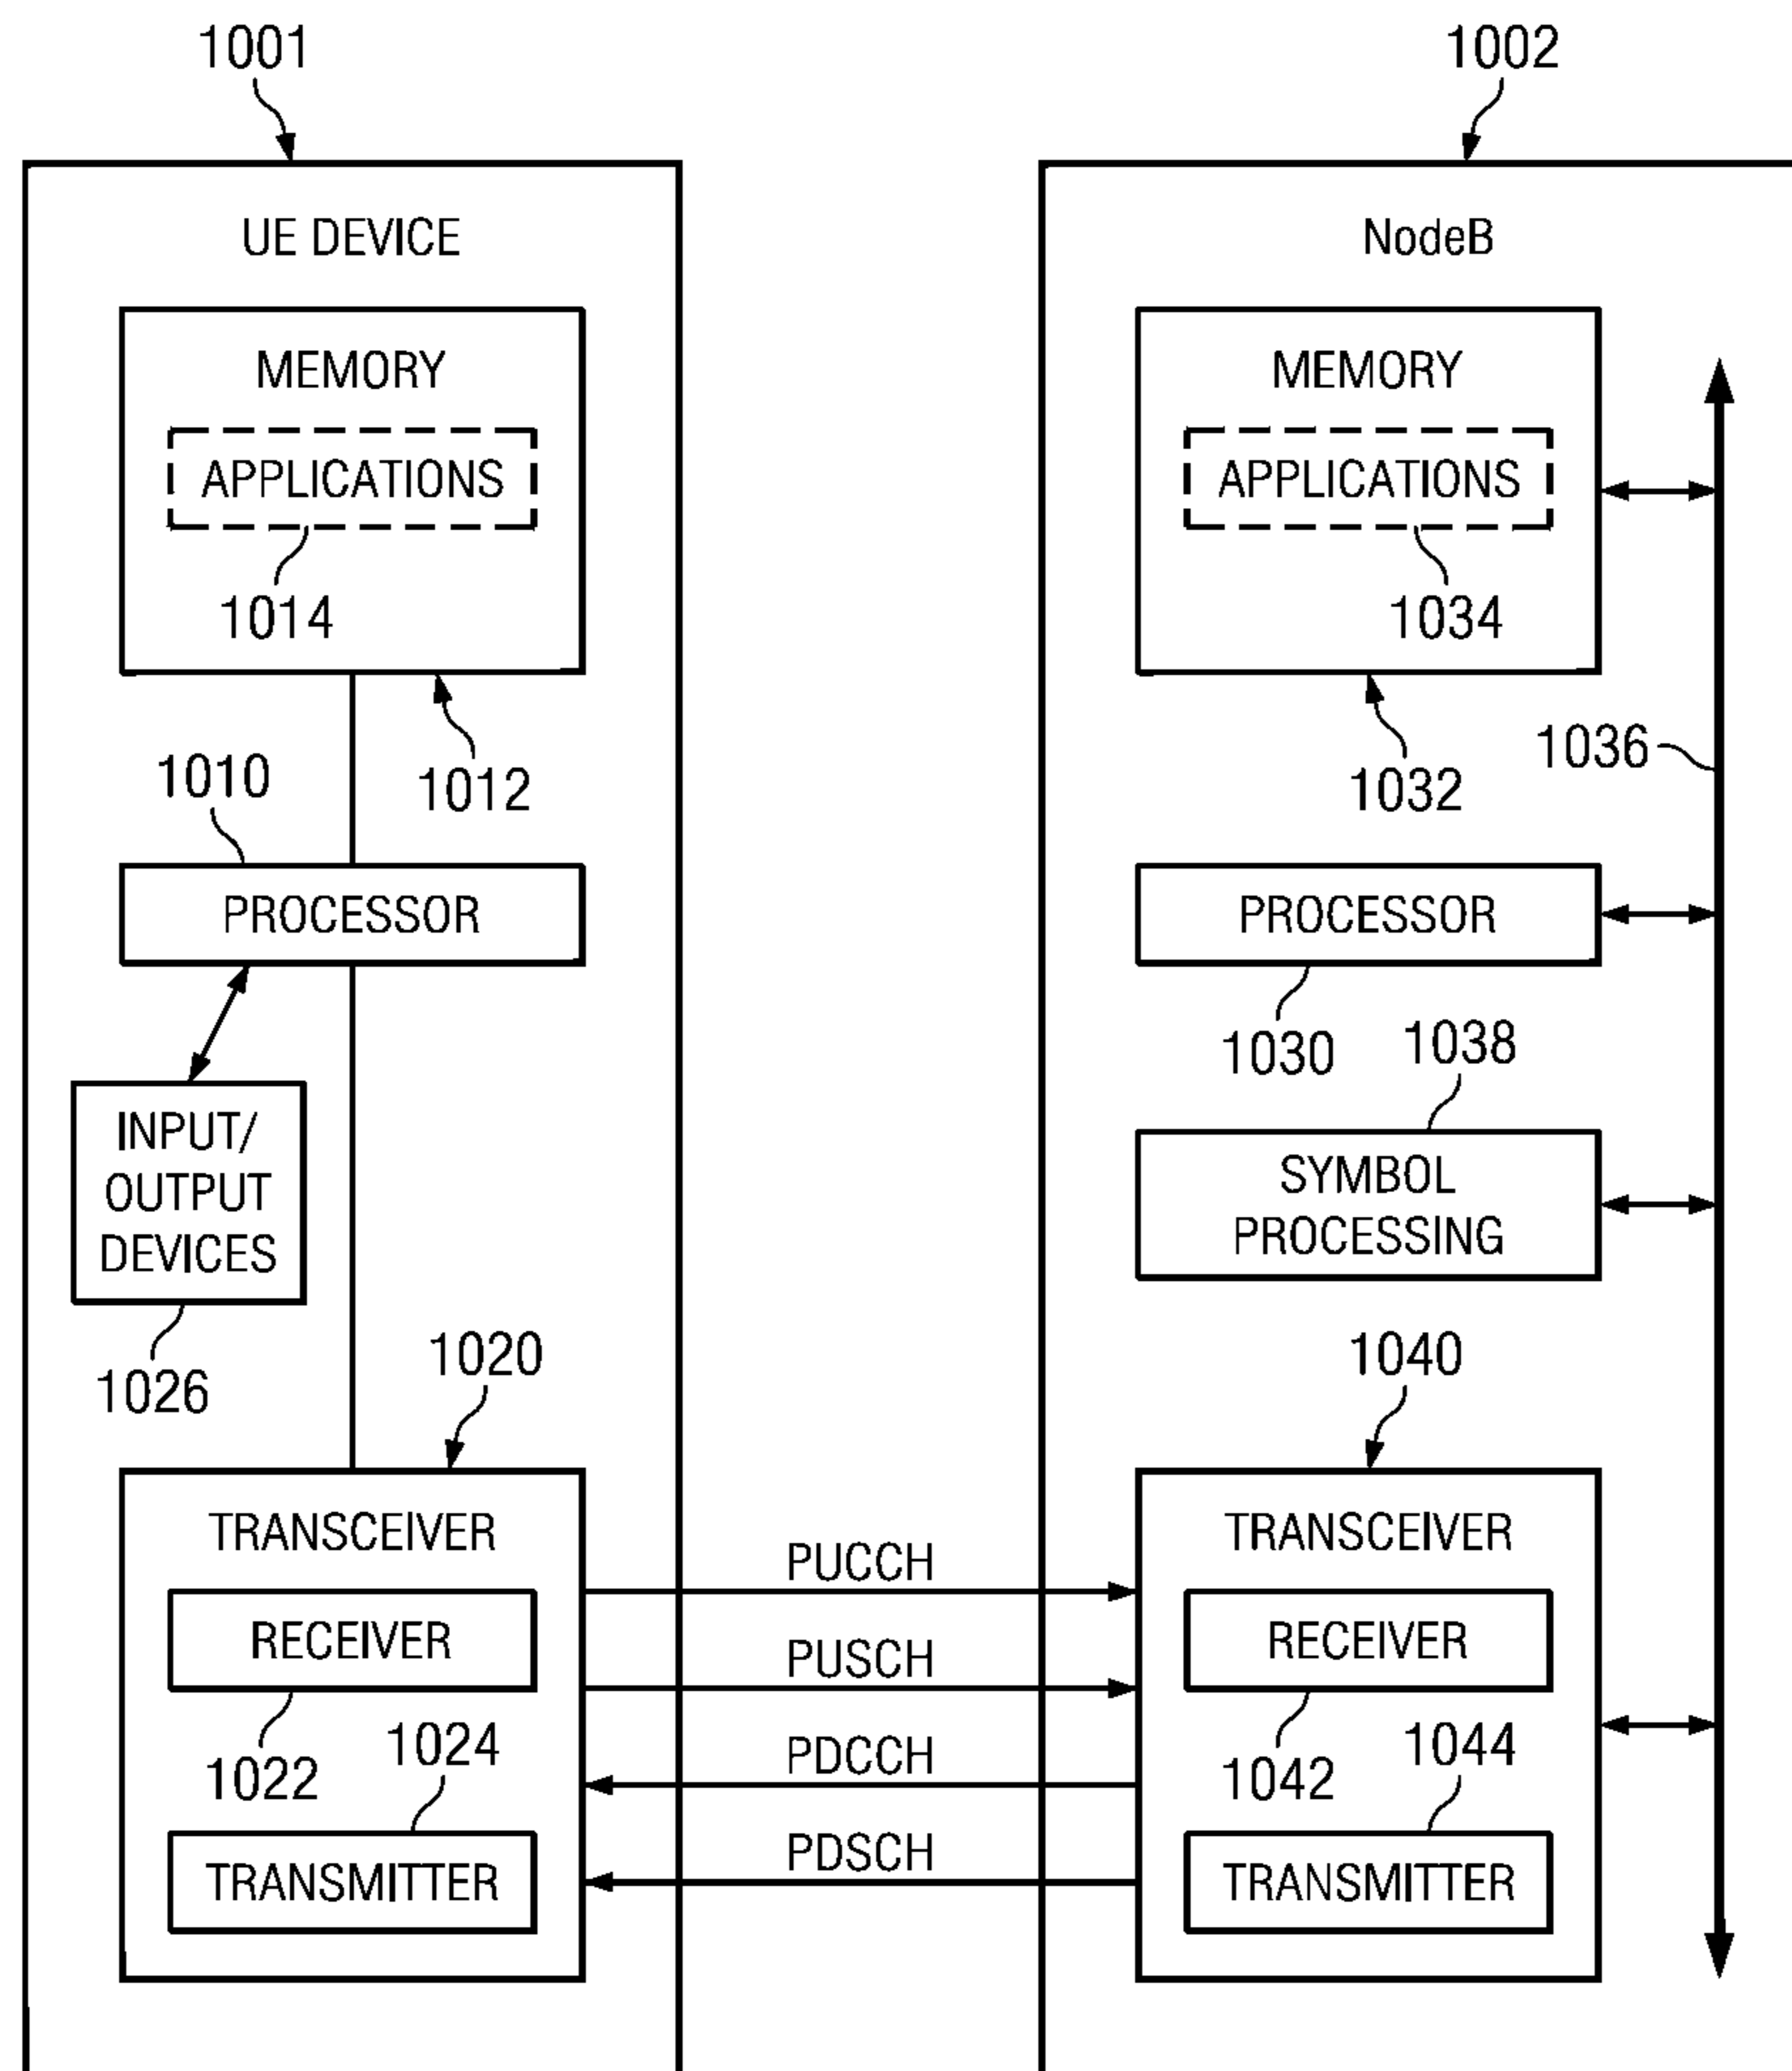 1001
UE DEVICE
MEMORY
APPLICATIONS
1014
1012
1010
PROCESSOR
INPUT/
OUTPUT
DEVICES
1026
1020
TRANSCEIVER
RECEIVER
1022
1024
TRANSMITTER
PUCCH
PUSCH
PDCCH
PDSCH
1002
NodeB
MEMORY
APPLICATIONS
1034
1032
1036
PROCESSOR
1030
1038
SYMBOL
PROCESSING
1040
TRANSCEIVER
RECEIVER
1042
1044
TRANSMITTER